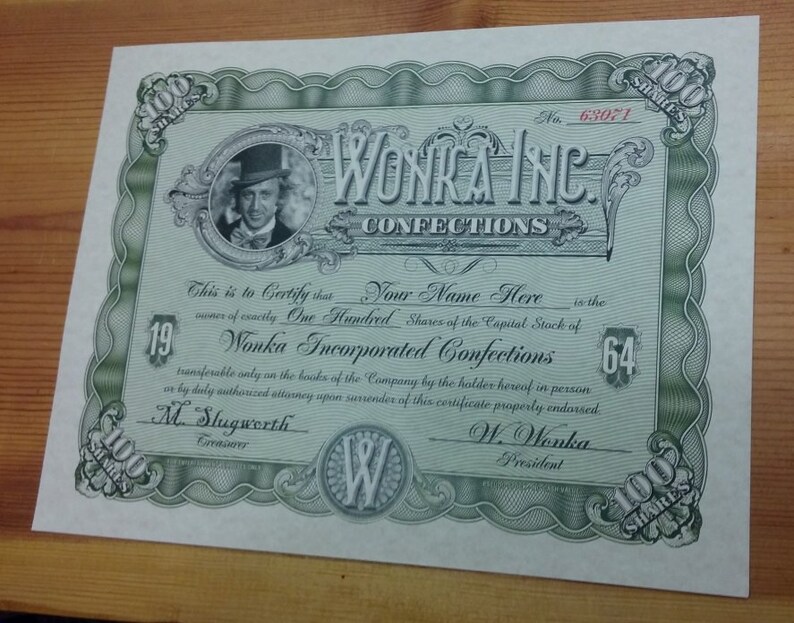 100 SHARES
100 SHARES
No. 63071
WONKA INC.
CONFECTIONS
This is to Certify that Your Name Here is the
owner of exactly One Hundred Shares of the Capital Stock of
19
Wonka Incorporated Confections
64
transferable only on the books of the Company by the holder hereof in person
or by duly authorized attorney upon surrender of this certificate properly endorsed.
M. Slugworth
Treasurer
W. Wonka
President
W
100 SHARES
100 SHARES